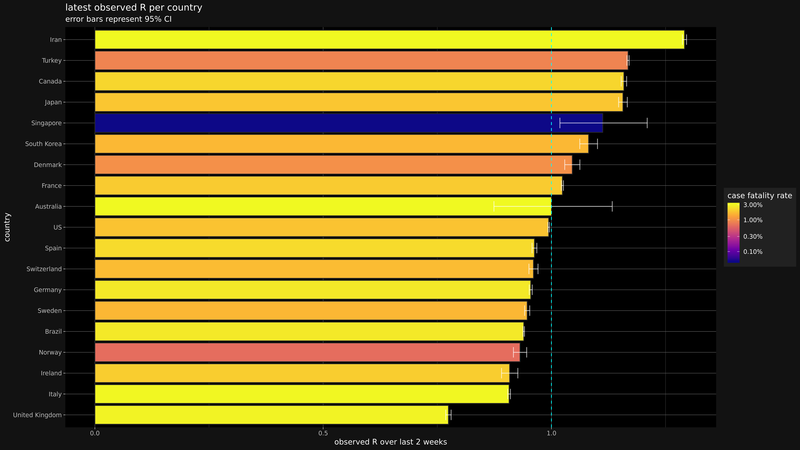 latest observed R per country
error bars represent 95% CI
Iran
Turkey
Canada
Japan
Singapore
South Korea
Denmark
France
Australia
US
Spain
Switzerland
Germany
Sweden
Brazil
Norway
Ireland
Italy
United Kingdom
country
0.0
0.5
1.0
observed R over last 2 weeks
case fatality rate
3.00%
1.00%
0.30%
0.10%